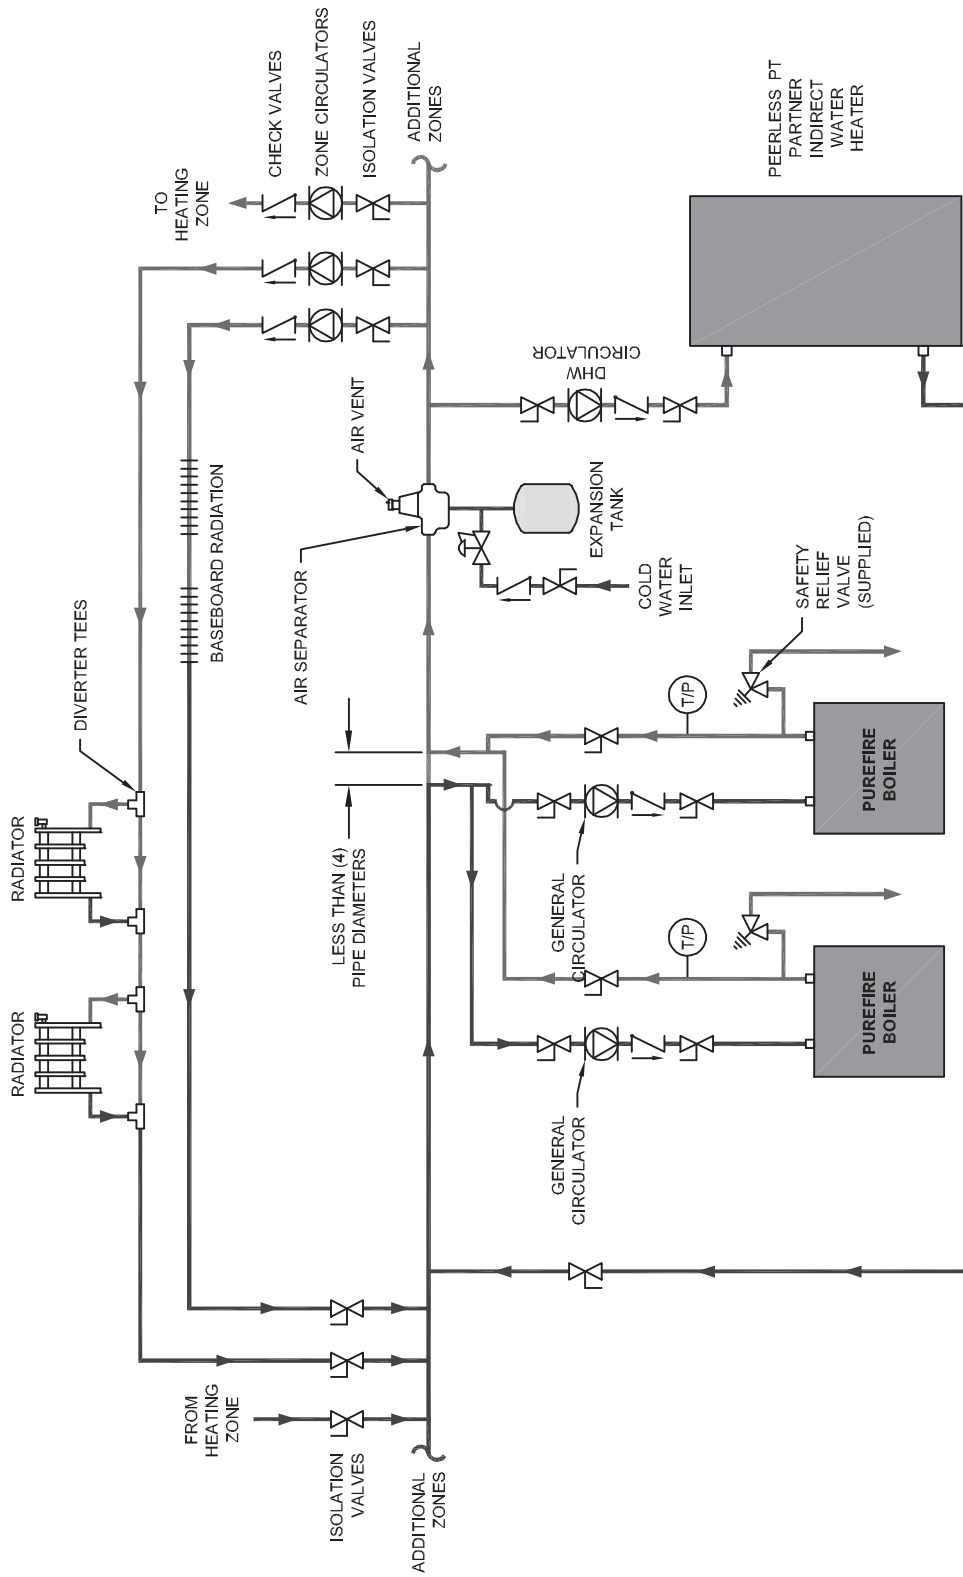 RADIATOR
RADIATOR
DIVERTER TEES
BASEBOARD RADIATION
FROM
HEATING
ZONE
TO
HEATING
ZONE
CHECK VALVES
ZONE CIRCULATORS
ISOLATION VALVES
ADDITIONAL
ZONES
ISOLATION
VALVES
ADDITIONAL
ZONES
LESS THAN (4)
PIPE DIAMETERS
AIR SEPARATOR
AIR VENT
EXPANSION
TANK
COLD
WATER
INLET
DHW
CIRCULATOR
PEERLESS PT
PARTNER
INDIRECT
WATER
HEATER
GENERAL
CIRCULATOR
GENERAL
CIRCULATOR
T/P
T/P
SAFETY
RELIEF
VALVE
(SUPPLIED)
PUREFIRE
BOILER
PUREFIRE
BOILER